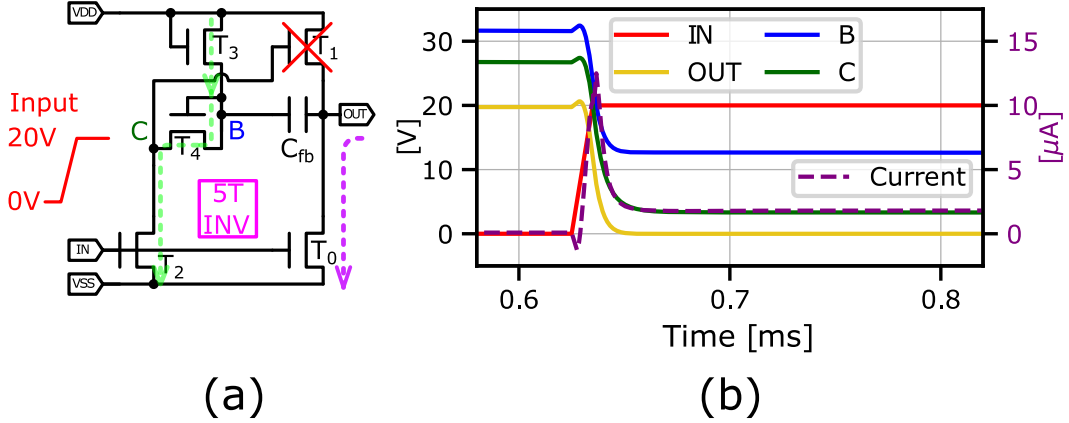 VDD
T3
T1
Input
20V
0V
C
B
T4
Cfb
OUT
5T
INV
IN
T2
T0
VSS
(a)
[V]
30
20
10
0
IN
OUT
B
C
Current
15
10
5
0
[μA]
0.6
0.7
0.8
Time [ms]
(b)